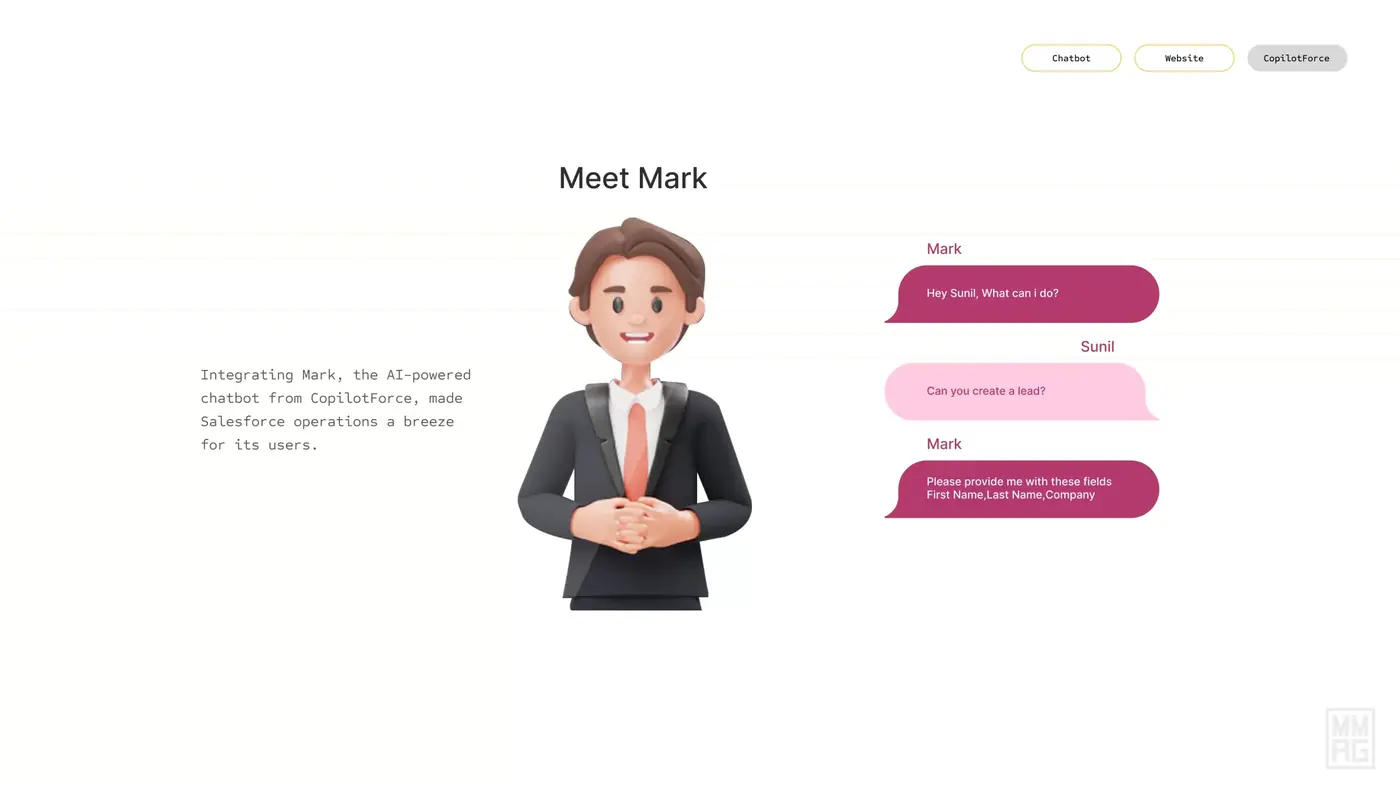 Chatbot
Website
CopilotForce
Meet Mark
Integrating Mark, the AI-powered
chatbot from CopilotForce, made
Salesforce operations a breeze
for its users.
Mark
Hey Sunil, What can i do?
Sunil
Can you create a lead?
Mark
Please provide me with these fields
First Name,Last Name,Company
MM
AG